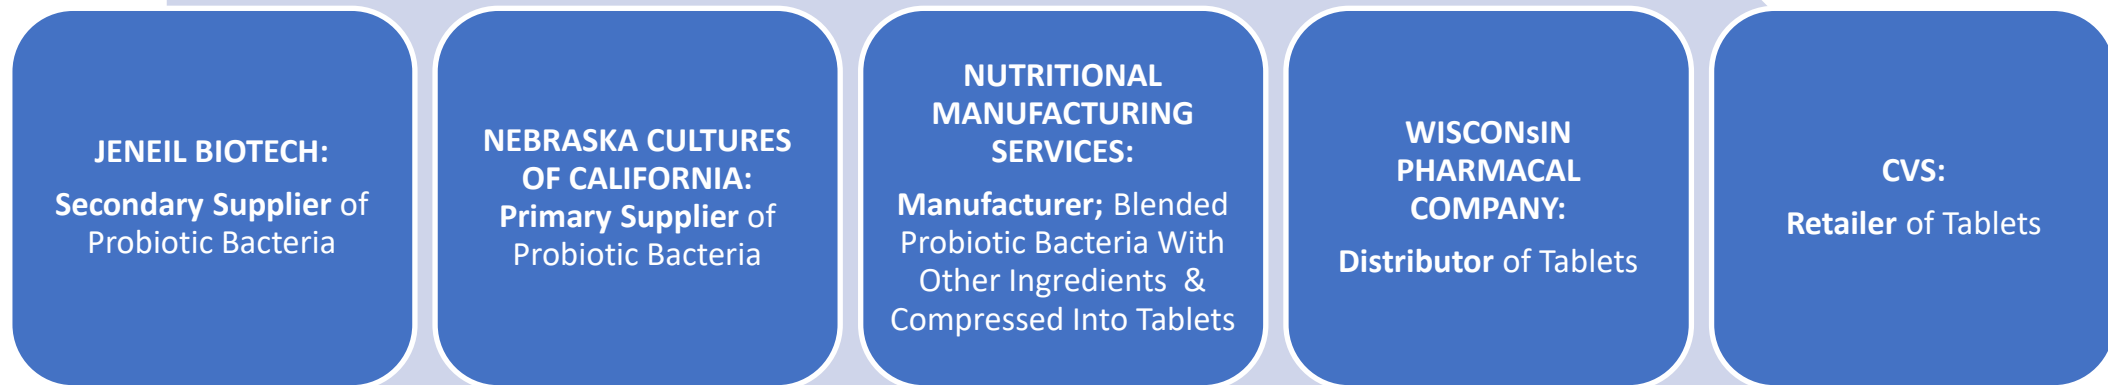 JENEIL BIOTECH:
Secondary Supplier of
Probiotic Bacteria
NEBRASKA CULTURES
OF CALIFORNIA:
Primary Supplier of
Probiotic Bacteria
NUTRITIONAL
MANUFACTURING
SERVICES:
Manufacturer; Blended
Probiotic Bacteria With
Other Ingredients &
Compressed Into Tablets
WISCONsIN
PHARMACAL
COMPANY:
Distributor of Tablets
CVS:
Retailer of Tablets